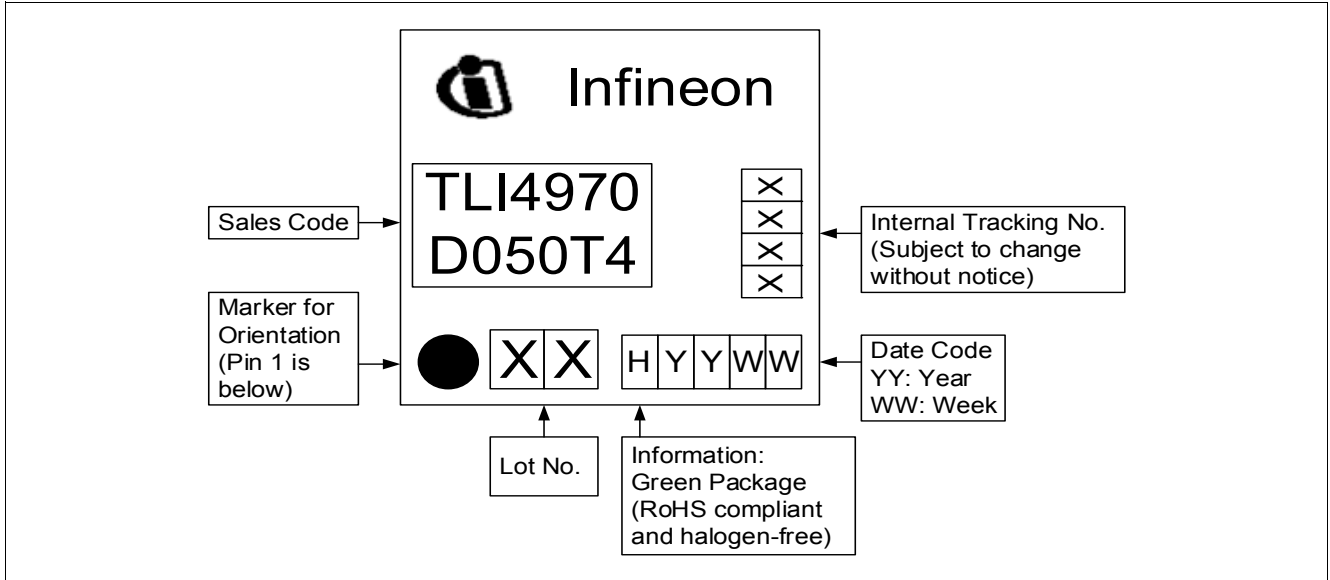 Infineon
TLI4970
D050T4
X
X
X
X
Sales Code
Internal Tracking No.
(Subject to change
without notice)
Marker for
Orientation
(Pin 1 is
below)
X X
H Y Y W W
Date Code
YY: Year
WW: Week
Lot No.
Information:
Green Package
(RoHS compliant
and halogen-free)